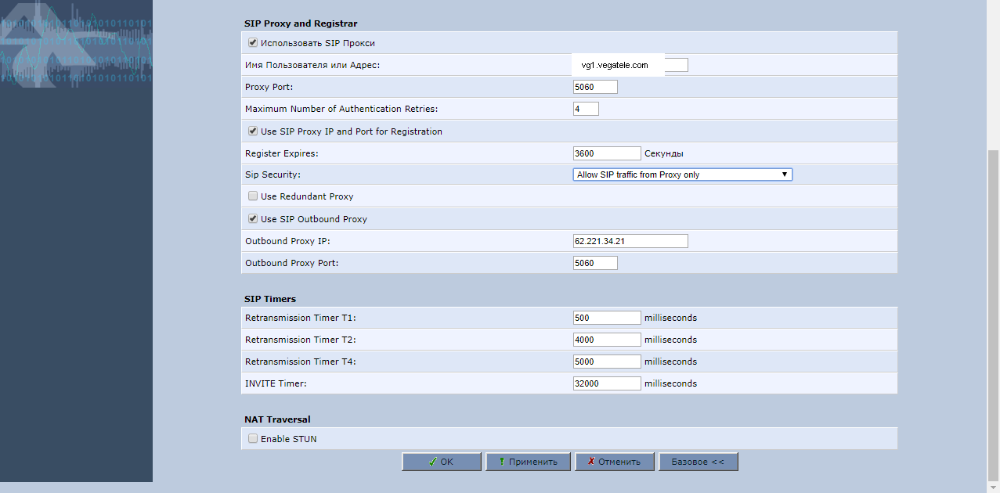 SIP Proxy and Registrar
Использовать SIP Прокси
Имя Пользователя или Адрес: vg1.vegatele.com
Proxy Port: 5060
Maximum Number of Authentication Retries: 4
Use SIP Proxy IP and Port for Registration
Register Expires: 3600 Секунды
Sip Security: Allow SIP traffic from Proxy only
Use Redundant Proxy
Use SIP Outbound Proxy
Outbound Proxy IP: 62.221.34.21
Outbound Proxy Port: 5060
SIP Timers
Retransmission Timer T1: 500 milliseconds
Retransmission Timer T2: 4000 milliseconds
Retransmission Timer T4: 5000 milliseconds
INVITE Timer: 32000 milliseconds
NAT Traversal
Enable STUN
OK Применить Отменить Базовое <<